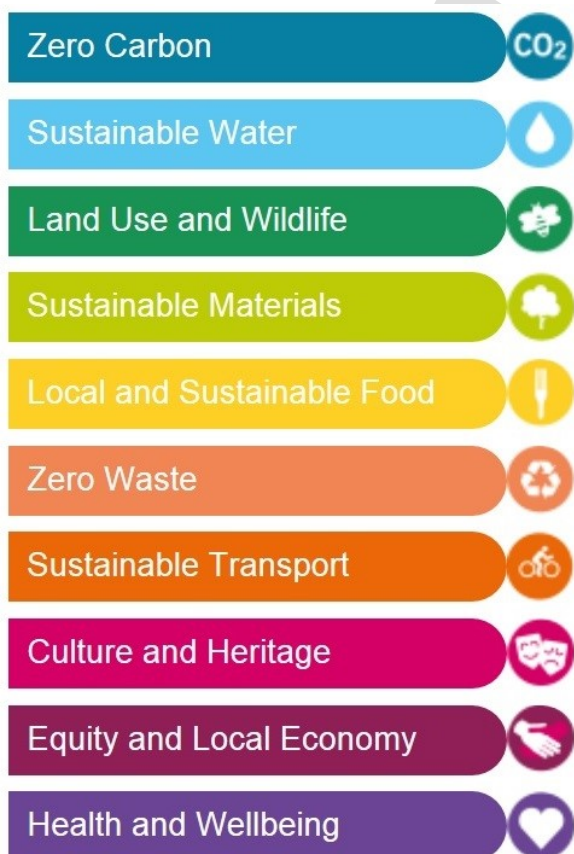 Zero Carbon CO2
Sustainable Water
Land Use and Wildlife
Sustainable Materials
Local and Sustainable Food
Zero Waste
Sustainable Transport
Culture and Heritage
Equity and Local Economy
Health and Wellbeing